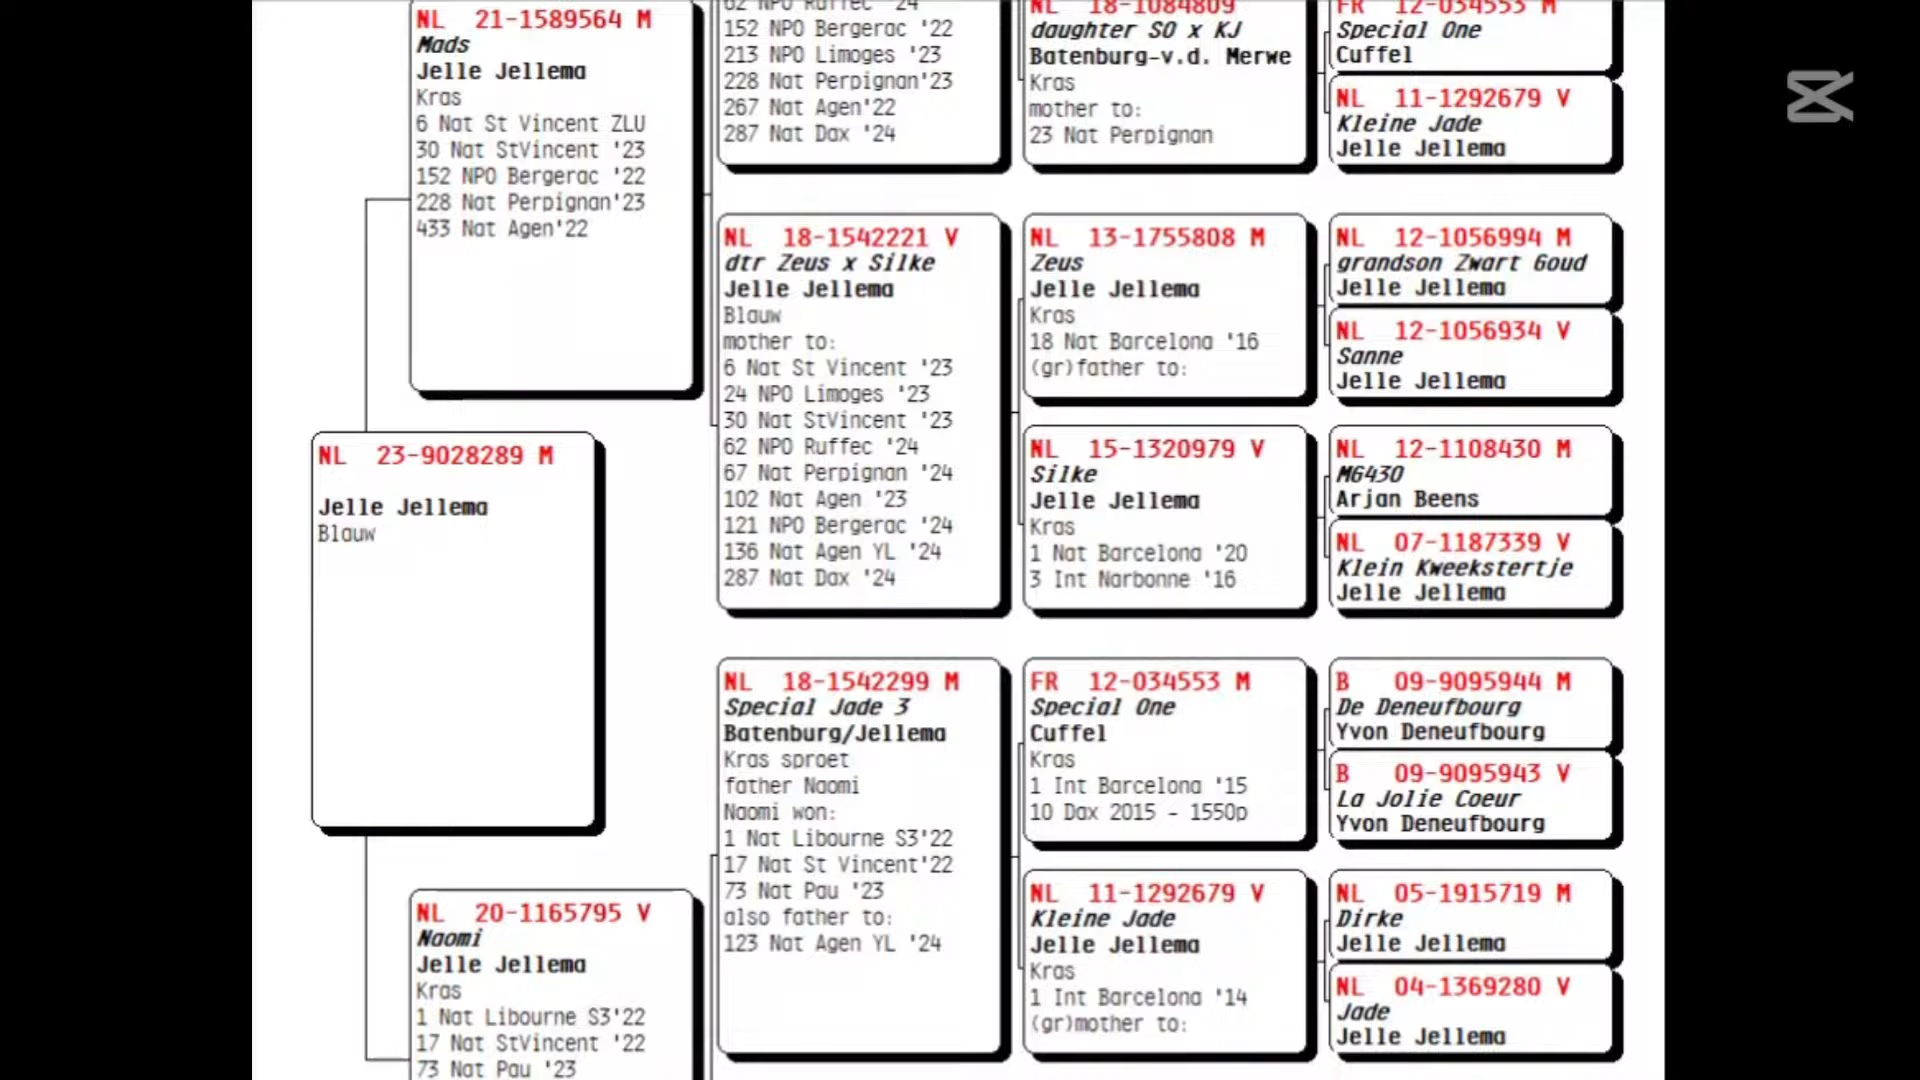 NL 21-1589564 M
Mads
Jelle Jellema
Kras
6 Nat St Vincent ZLU
30 Nat StVincent '23
152 NPO Bergerac '22
228 Nat Perpignan'23
433 Nat Agen'22
NL 23-9028289 M
Jelle Jellema
Blauw
NL 20-1165795 V
Naomi
Jelle Jellema
Kras
1 Nat Libourne S3'22
17 Nat StVincent '22
73 Nat Pau '23
62 NPO Ruffec '24
152 NPO Bergerac '22
213 NPO Limoges '23
228 Nat Perpignan'23
267 Nat Agen'22
287 Nat Dax '24
NL 18-1542221 V
dtr Zeus x Silke
Jelle Jellema
Blauw
mother to:
6 Nat St Vincent '23
24 NPO Limoges '23
30 Nat StVincent '23
62 NPO Ruffec '24
67 Nat Perpignan '24
102 Nat Agen '23
121 NPO Bergerac '24
136 Nat Agen YL '24
287 Nat Dax '24
NL 18-1542299 M
Special Jade 3
Batenburg/Jellema
Kras sproet
father Naomi
Naomi won:
1 Nat Libourne S3'22
17 Nat St Vincent'22
73 Nat Pau '23
also father to:
123 Nat Agen YL '24
NL 18-1084809
daughter SO x KJ
Batenburg-v.d. Merwe
Kras
mother to:
23 Nat Perpignan
NL 13-1755808 M
Zeus
Jelle Jellema
Kras
18 Nat Barcelona '16
(gr)father to:
NL 15-1320979 V
Silke
Jelle Jellema
Kras
1 Nat Barcelona '20
3 Int Narbonne '16
FR 12-034553 M
Special One
Cuffel
Kras
1 Int Barcelona '15
10 Dax 2015 - 1550p
NL 11-1292679 V
Kleine Jade
Jelle Jellema
Kras
1 Int Barcelona '14
(gr)mother to:
FR 12-034553 M
Special One
Cuffel
NL 11-1292679 V
Kleine Jade
Jelle Jellema
NL 12-1056994 M
grandson Zwart Goud
Jelle Jellema
NL 12-1056934 V
Sanne
Jelle Jellema
NL 12-1108430 M
M6430
Arjan Beens
NL 07-1187339 V
Klein Kweekstertje
Jelle Jellema
B 09-9095944 M
De Deneufbourg
Yvon Deneufbourg
B 09-9095943 V
La Jolie Coeur
Yvon Deneufbourg
NL 05-1915719 M
Dirke
Jelle Jellema
NL 04-1369280 V
Jade
Jelle Jellema